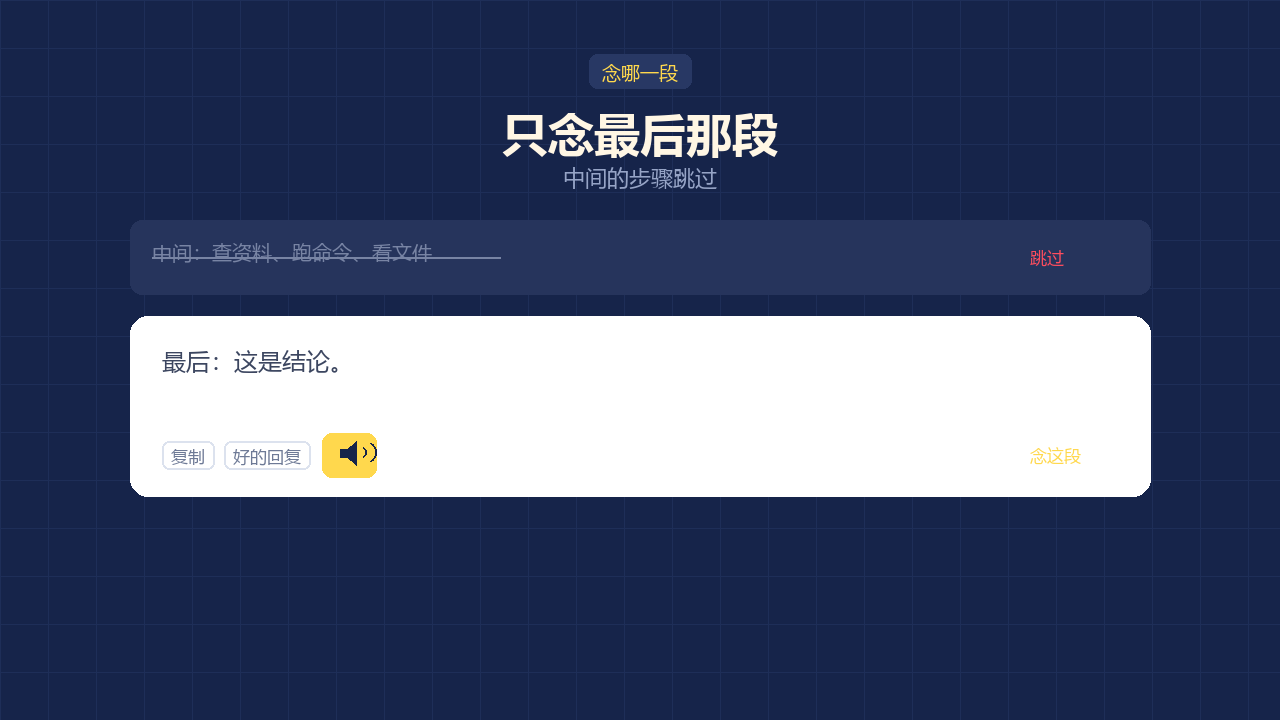 念哪一段
只念最后那段
中间的步骤跳过
中间：查资料、跑命令、看文件
跳过
最后：这是结论。
复制
好的回复
念这段